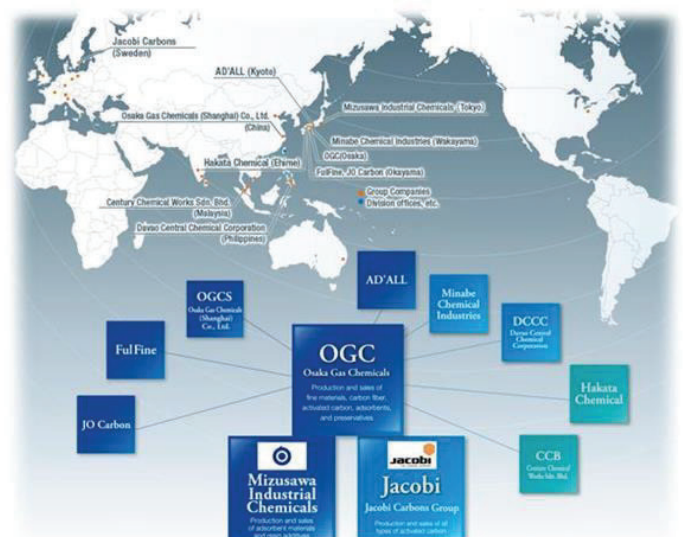 Jacobi Carbons
(Sweden)
AD'ALL (Kyoto)
Mizusawa Industrial Chemicals (Tokyo)
Osaka Gas Chemicals (Shanghai) Co., Ltd.
(China)
Minabe Chemical Industries (Wakayama)
OGC(Osaka)
Hakata Chemical (Ehime)
FulFine, JO Carbon (Okayama)
Group Companies
Division offices, etc.
Century Chemical Works Sdn. Bhd.
(Malaysia)
Davao Central Chemical Corporation
(Philippines)
AD'ALL
OGCS
Osaka Gas Chemicals
(Shanghai)
Co., Ltd.
Minabe
Chemical
Industries
DCCC
Davao Central
Chemical
Corporation
FulFine
OGC
Osaka Gas Chemicals
Production and sales of
fine materials, carbon fiber,
activated carbon, adsorbents,
and preservatives
Hakata
Chemical
JO Carbon
CCB
Century Chemical
Works Sdn. Bhd.
Mizusawa
Industrial
Chemicals
Production and sales
of adsorbent materials
and resin additives
Jacobi
Jacobi
Jacobi Carbons Group
Production and sales of all
types of activated carbon